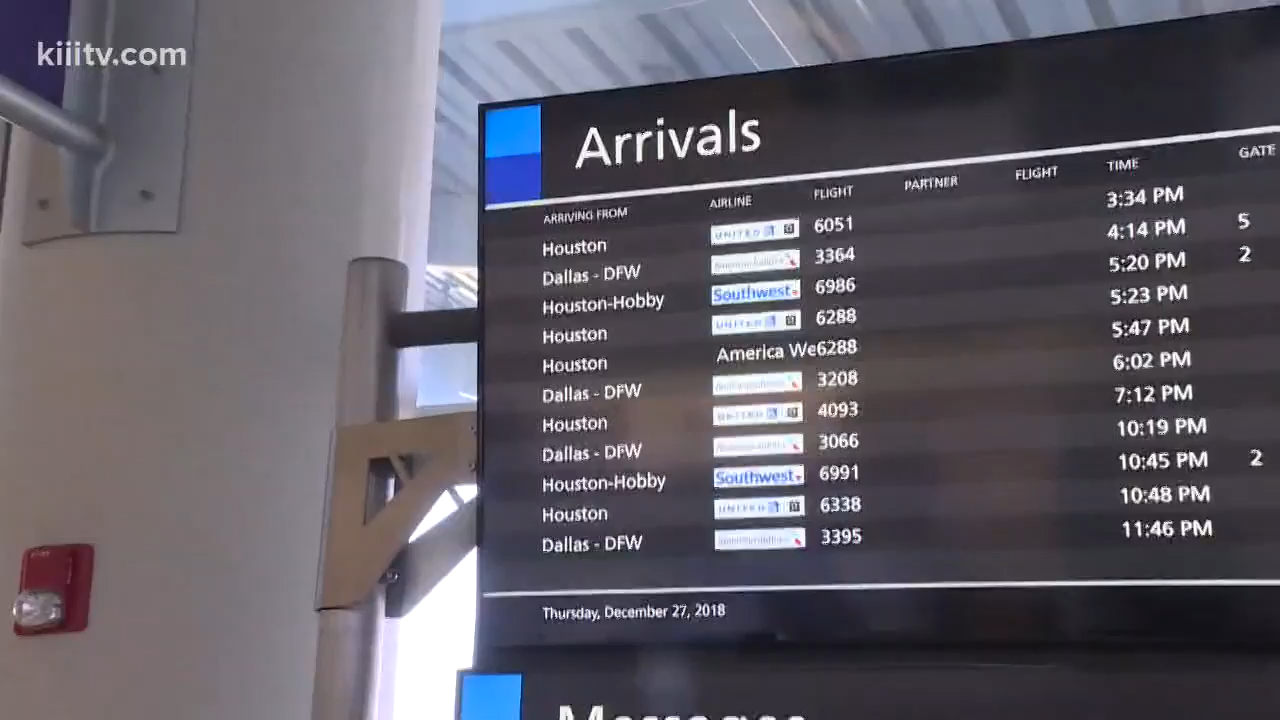 kiiitv.com
Arrivals
ARRIVING FROM AIRLINE FLIGHT PARTNER FLIGHT TIME GATE
Houston UNITED 6051 3:34 PM
Dallas - DFW 3364 4:14 PM 5
Houston-Hobby Southwest 6986 5:20 PM 2
Houston UNITED 6288 5:23 PM
Houston America We6288 5:47 PM
Dallas - DFW 3208 6:02 PM
Houston UNITED 4093 7:12 PM
Dallas - DFW 3066 10:19 PM
Houston-Hobby Southwest 6991 10:45 PM 2
Houston UNITED 6338 10:48 PM
Dallas - DFW 3395 11:46 PM
Thursday, December 27, 2018
Messages